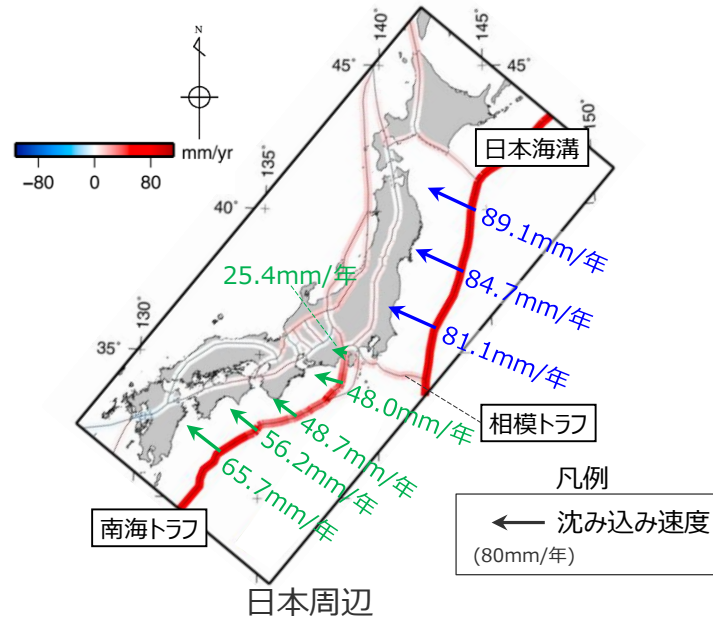 140°
145°
45°
150°
日本海溝
mm/yr
−80
0
80
135°
40°
89.1mm/年
84.7mm/年
81.1mm/年
25.4mm/年
130°
35°
48.0mm/年
相模トラフ
48.7mm/年
56.2mm/年
65.7mm/年
南海トラフ
凡例
沈み込み速度
(80mm/年)
日本周辺